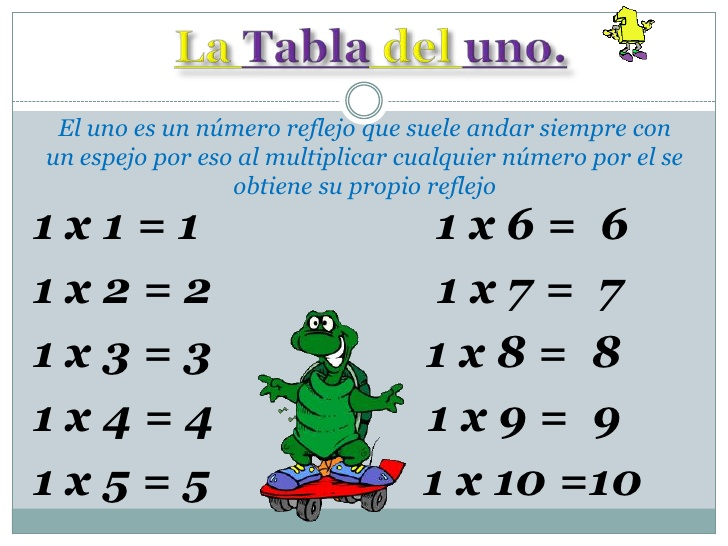 La Tabla del uno.
El uno es un número reflejo que suele andar siempre con
un espejo por eso al multiplicar cualquier número por el se
obtiene su propio reflejo
1 x 1 = 1
1 x 2 = 2
1 x 3 = 3
1 x 4 = 4
1 x 5 = 5
1 x 6 = 6
1 x 7 = 7
1 x 8 = 8
1 x 9 = 9
1 x 10 =10